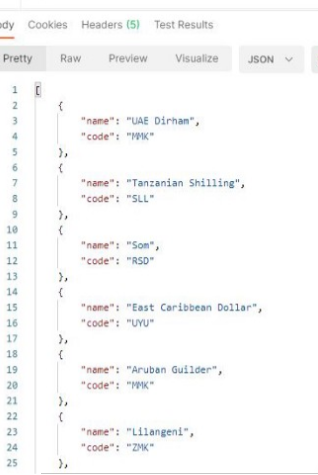 ody Cookies Headers (5) Test Results
Pretty Raw Preview Visualize JSON
1 [
2 {
3 "name": "UAE Dirham",
4 "code": "MMK"
5 },
6 {
7 "name": "Tanzanian Shilling",
8 "code": "SLL"
9 },
10 {
11 "name": "Som",
12 "code": "RSD"
13 },
14 {
15 "name": "East Caribbean Dollar",
16 "code": "UYU"
17 },
18 {
19 "name": "Aruban Guilder",
20 "code": "MMK"
21 },
22 {
23 "name": "Lilangeni",
24 "code": "ZMK"
25 },